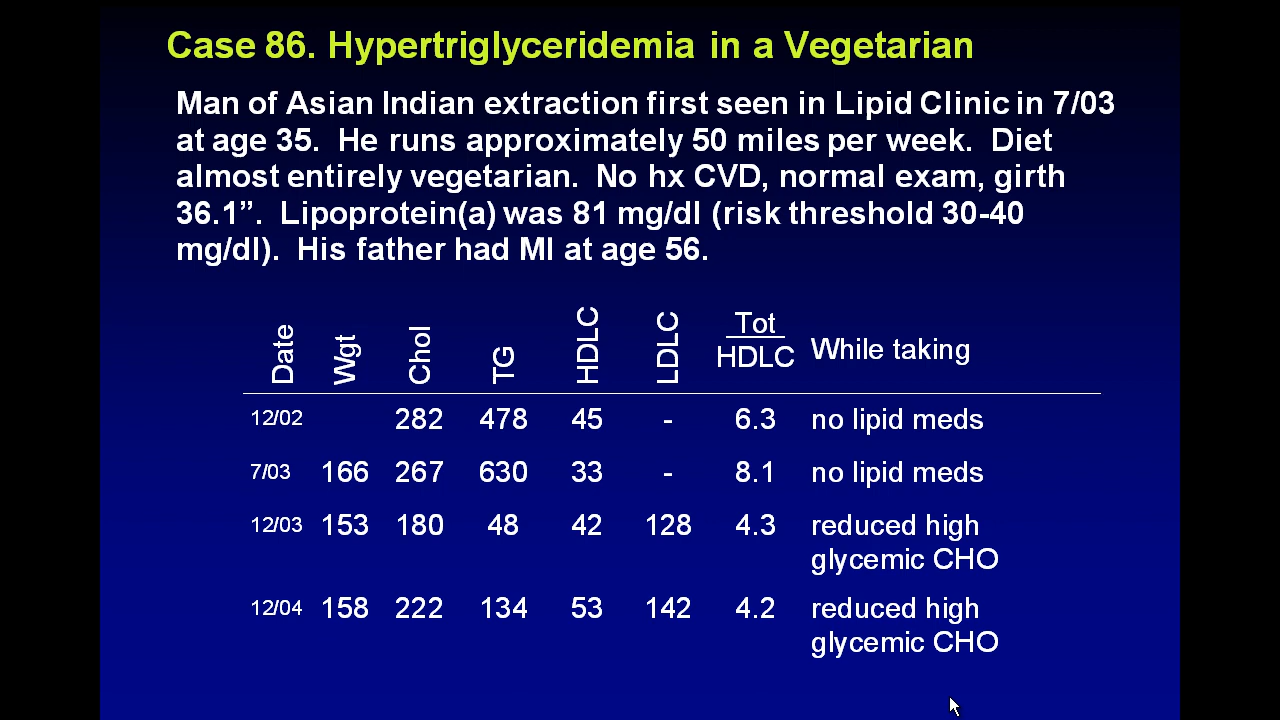 Case 86. Hypertriglyceridemia in a Vegetarian
Man of Asian Indian extraction first seen in Lipid Clinic in 7/03
at age 35.  He runs approximately 50 miles per week.  Diet
almost entirely vegetarian.  No hx CVD, normal exam, girth
36.1”.  Lipoprotein(a) was 81 mg/dl (risk threshold 30-40
mg/dl).  His father had MI at age 56.
Date Wgt Chol TG HDLC LDLC Tot HDLC While taking
12/02 282 478 45 - 6.3 no lipid meds
7/03 166 267 630 33 - 8.1 no lipid meds
12/03 153 180 48 42 128 4.3 reduced high
glycemic CHO
12/04 158 222 134 53 142 4.2 reduced high
glycemic CHO